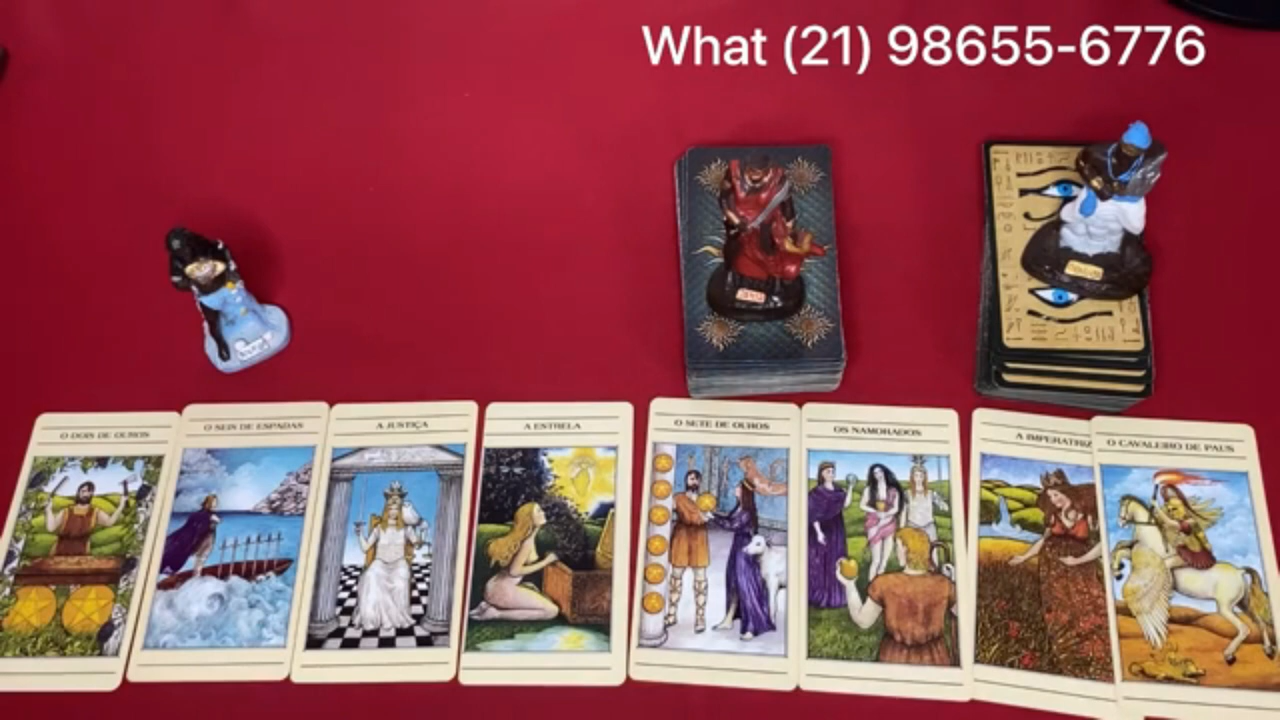 What (21) 98655-6776
O DOIS DE OUROS
O SEIS DE ESPADAS
A JUSTIÇA
A ESTRELA
O SETE DE OUROS
OS NAMORADOS
A IMPERATRIZ
O CAVALEIRO DE PAUS